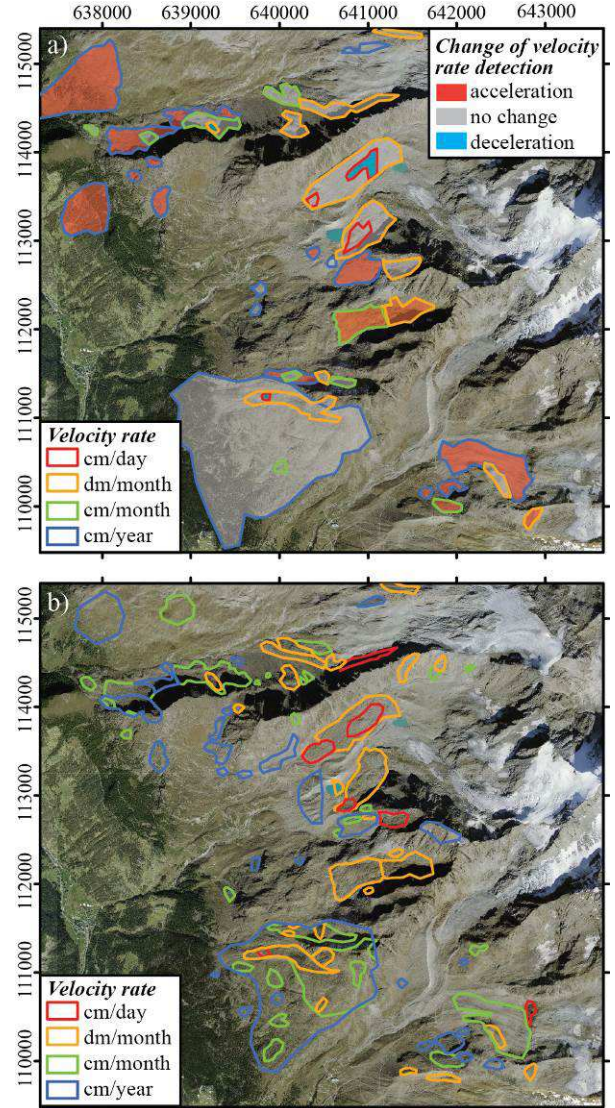 638000 639000 640000 641000 642000 643000
a)
Change of velocity
rate detection
acceleration
no change
deceleration
115000
114000
113000
112000
111000
110000
Velocity rate
cm/day
dm/month
cm/month
cm/year
b)
115000
114000
113000
112000
111000
110000
Velocity rate
cm/day
dm/month
cm/month
cm/year